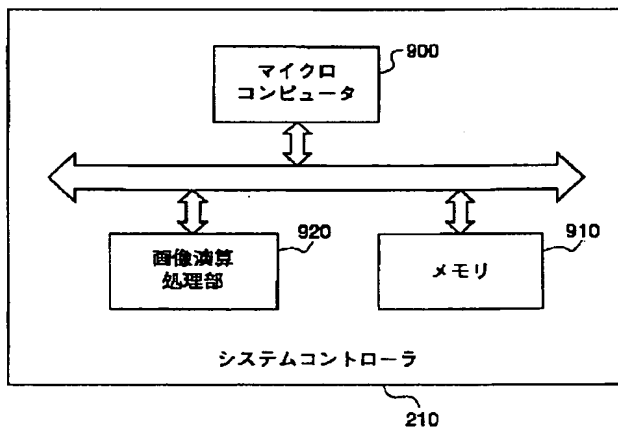 900
マイクロ
コンピュータ
920
画像演算
処理部
910
メモリ
システムコントローラ
210